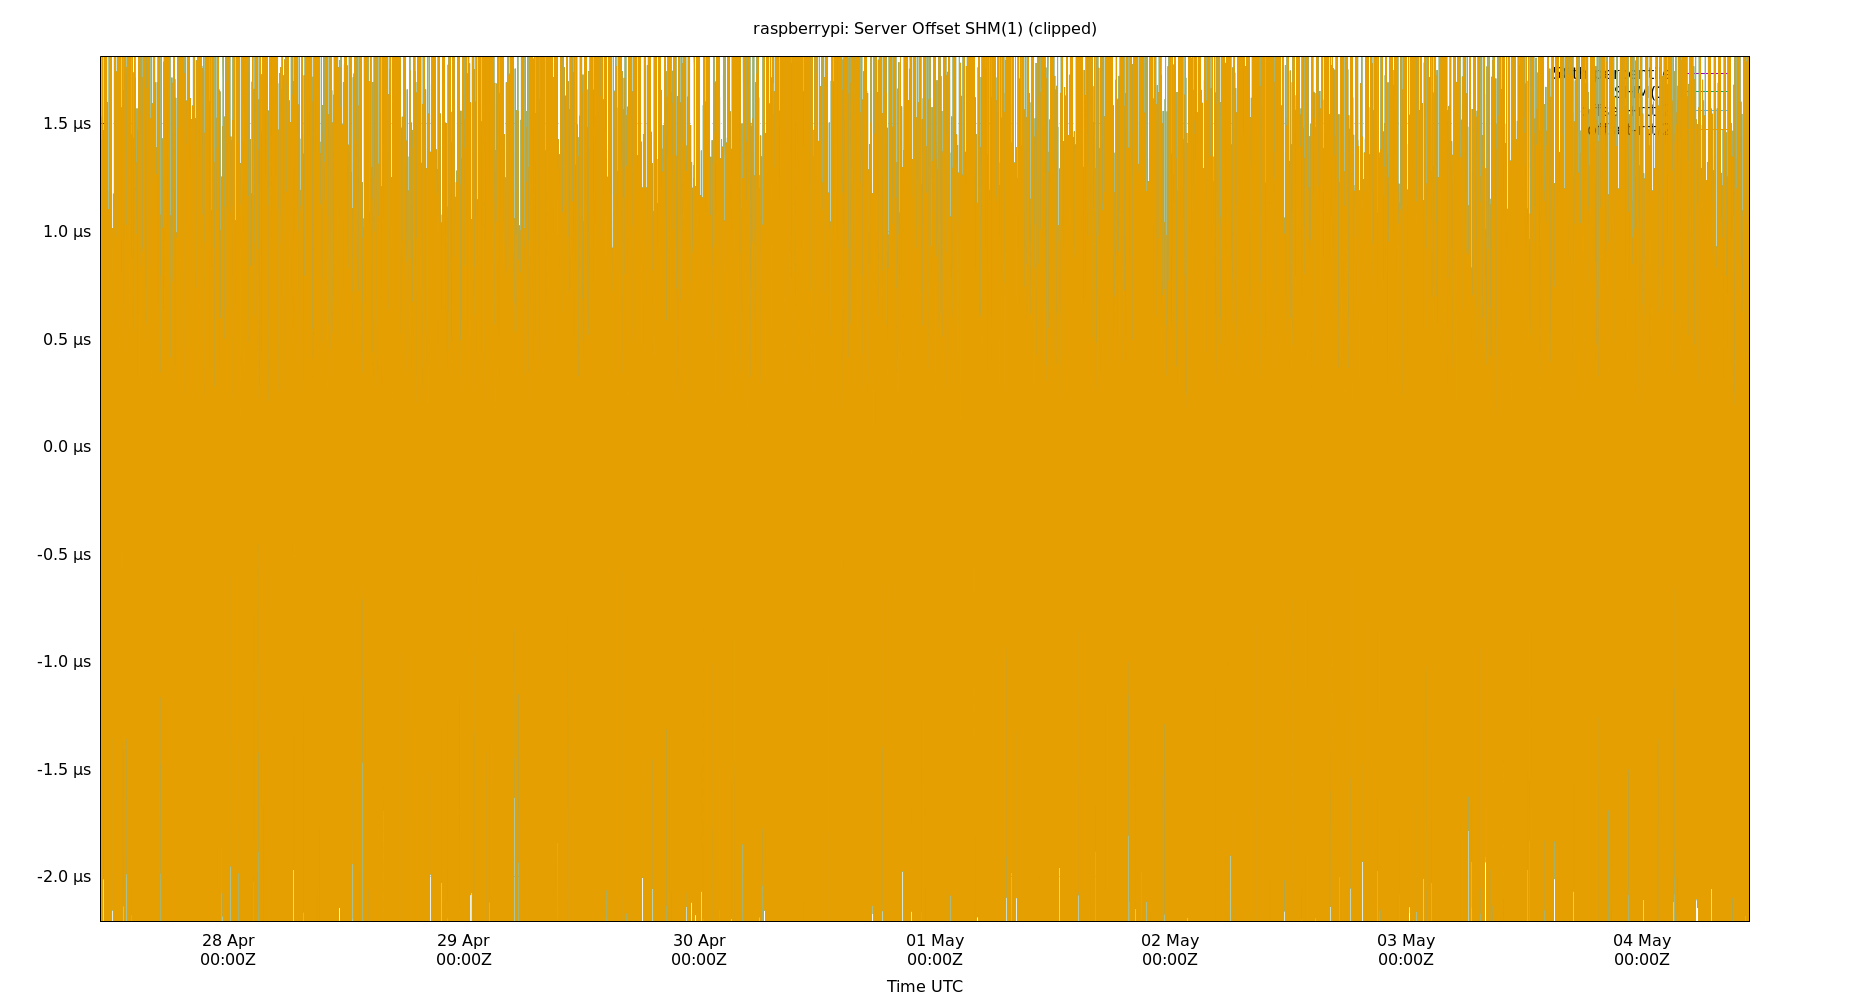 raspberrypi: Server Offset SHM(1) (clipped)
1.5 µs
1.0 µs
0.5 µs
0.0 µs
-0.5 µs
-1.0 µs
-1.5 µs
-2.0 µs
28 Apr 29 Apr 30 Apr 01 May 02 May 03 May 04 May
00:00Z 00:00Z 00:00Z 00:00Z 00:00Z 00:00Z 00:00Z
Time UTC